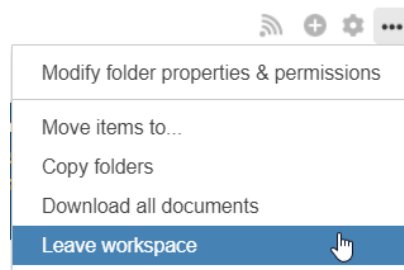 Modify folder properties & permissions
Move items to...
Copy folders
Download all documents
Leave workspace